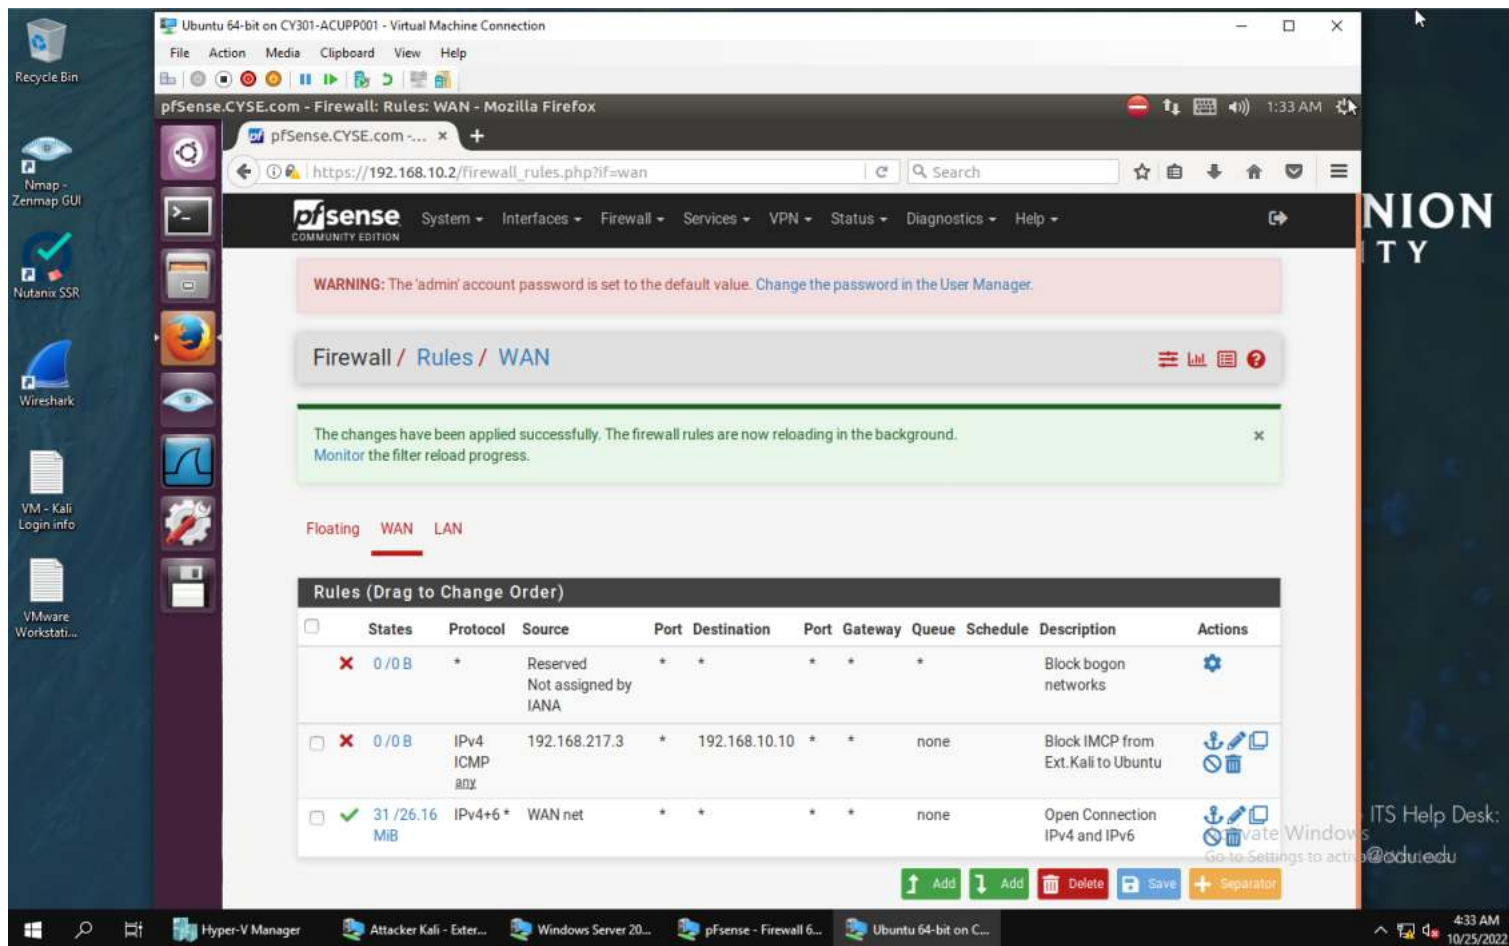 Ubuntu 64-bit on CY301-ACUPP001 - Virtual Machine Connection
File Action Media Clipboard View Help
Recycle Bin
pfSense.CYSE.com - Firewall: Rules: WAN - Mozilla Firefox
1:33 AM
pfSense.CYSE.com -...
https://192.168.10.2/firewall_rules.php?if=wan
Search
Nmap -
Zenmap GUI
pfsense
COMMUNITY EDITION
System Interfaces Firewall Services VPN Status Diagnostics Help
NION
TY
WARNING: The 'admin' account password is set to the default value. Change the password in the User Manager.
Nutanix SSR
Firewall / Rules / WAN
Wireshark
The changes have been applied successfully. The firewall rules are now reloading in the background.
Monitor the filter reload progress.
VM - Kali
Login info
Floating WAN LAN
Rules (Drag to Change Order)
VMware
Workstati...
States Protocol Source Port Destination Port Gateway Queue Schedule Description Actions
0 /0 B * Reserved * * * * * Block bogon
Not assigned by networks
IANA
0 /0 B IPv4 192.168.217.3 * 192.168.10.10 * * none Block IMCP from
ICMP Ext.Kali to Ubuntu
any
31 /26.16 IPv4+6 * WAN net * * * * none Open Connection
MiB IPv4 and IPv6
ITS Help Desk:
Activate Windows
Go to Settings to
@odu.edu
Add Add Delete Save Separator
Hyper-V Manager Attacker Kali - Exter... Windows Server 20... pfSense - Firewall 6... Ubuntu 64-bit on C...
4:33 AM
10/25/2022